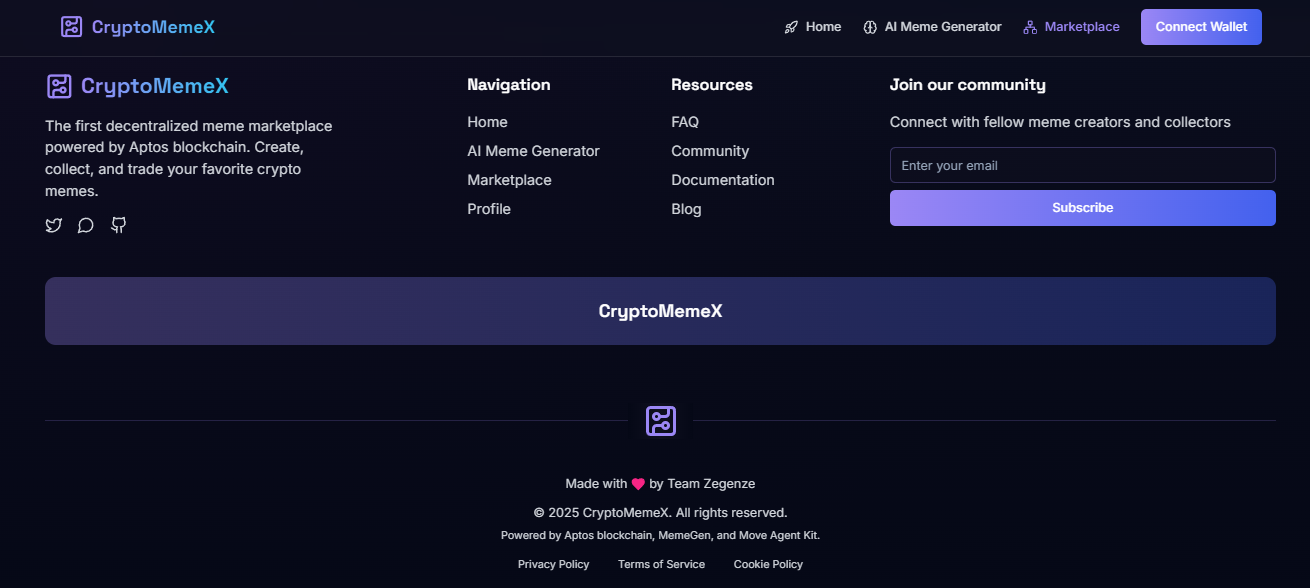 CryptoMemeX
Home
AI Meme Generator
Marketplace
Connect Wallet
CryptoMemeX
The first decentralized meme marketplace
powered by Aptos blockchain. Create,
collect, and trade your favorite crypto
memes.
Navigation
Home
AI Meme Generator
Marketplace
Profile
Resources
FAQ
Community
Documentation
Blog
Join our community
Connect with fellow meme creators and collectors
Enter your email
Subscribe
CryptoMemeX
Made with ❤ by Team Zegenze
© 2025 CryptoMemeX. All rights reserved.
Powered by Aptos blockchain, MemeGen, and Move Agent Kit.
Privacy Policy
Terms of Service
Cookie Policy